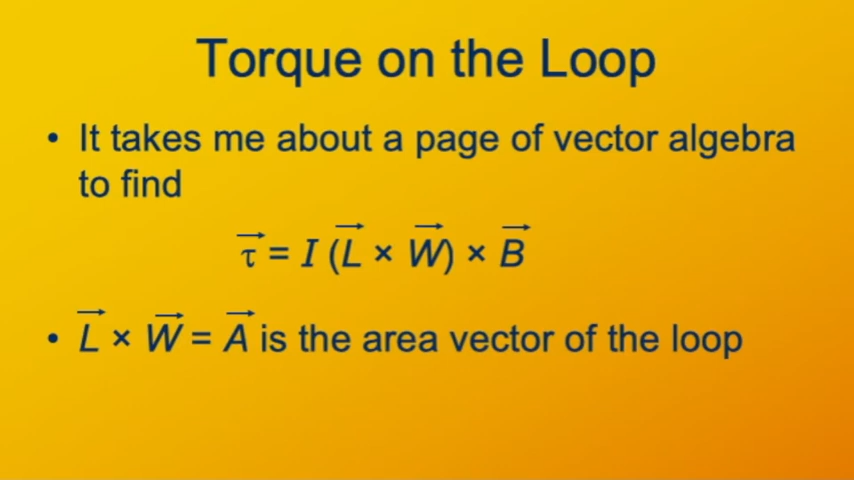 Torque on the Loop
• It takes me about a page of vector algebra
to find
τ⃗ = I (L⃗ × W⃗) × B⃗
• L⃗ × W⃗ = A⃗ is the area vector of the loop